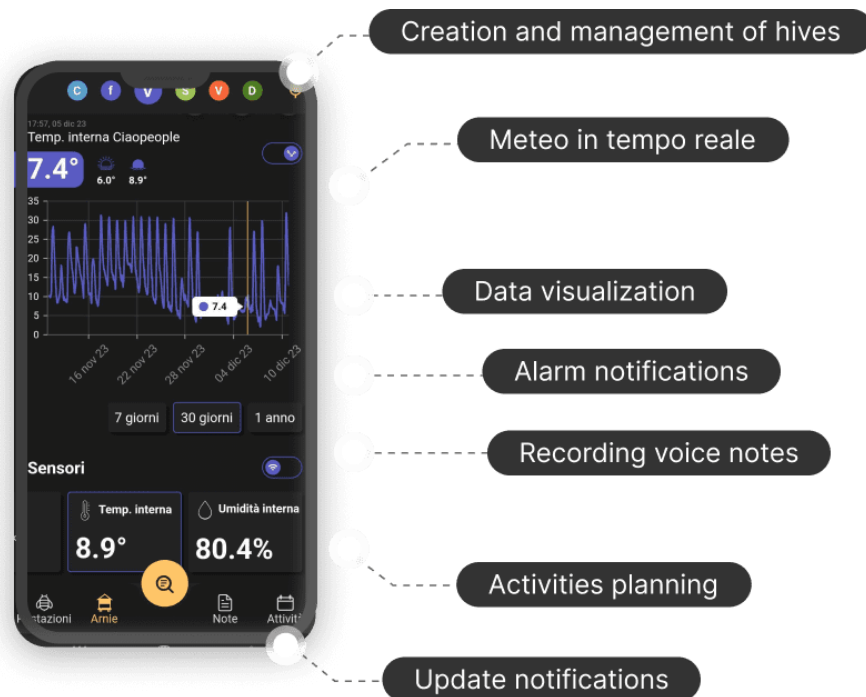 Creation and management of hives
C f V S V D
17:57, 05 dic 23
Temp. interna Ciaopeople
7.4°
6.0° 8.9°
Meteo in tempo reale
35
30
25
20
15
10
5
0
7.4
16 nov 23 22 nov 23 28 nov 23 04 dic 23 10 dic 23
Data visualization
Alarm notifications
7 giorni 30 giorni 1 anno
Recording voice notes
Sensori
Temp. interna Umidità interna
8.9° 80.4%
Activities planning
Arnie Note Attivit
Update notifications